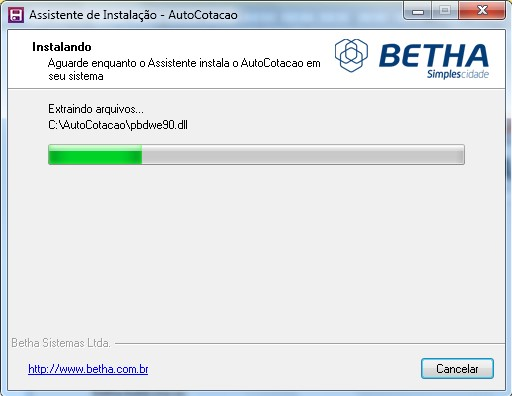 Assistente de Instalação - AutoCotacao
Instalando
Aguarde enquanto o Assistente instala o AutoCotacao em
seu sistema
BETHA
Simplescidade
Extraindo arquivos...
C:\AutoCotacao\pbdwe90.dll
Betha Sistemas Ltda.
http://www.betha.com.br
Cancelar